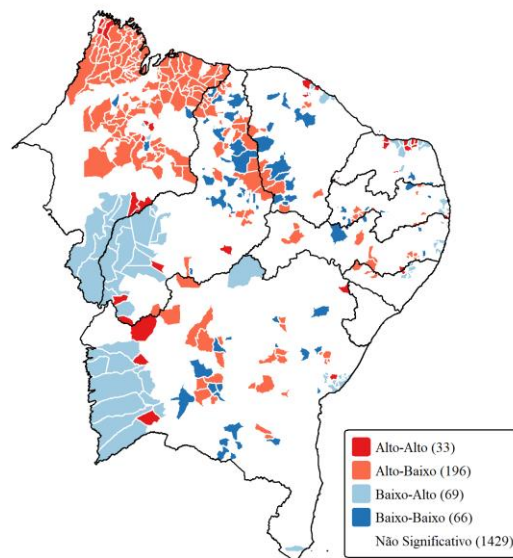 Alto-Alto (33)
Alto-Baixo (196)
Baixo-Alto (69)
Baixo-Baixo (66)
Não Significativo (1429)